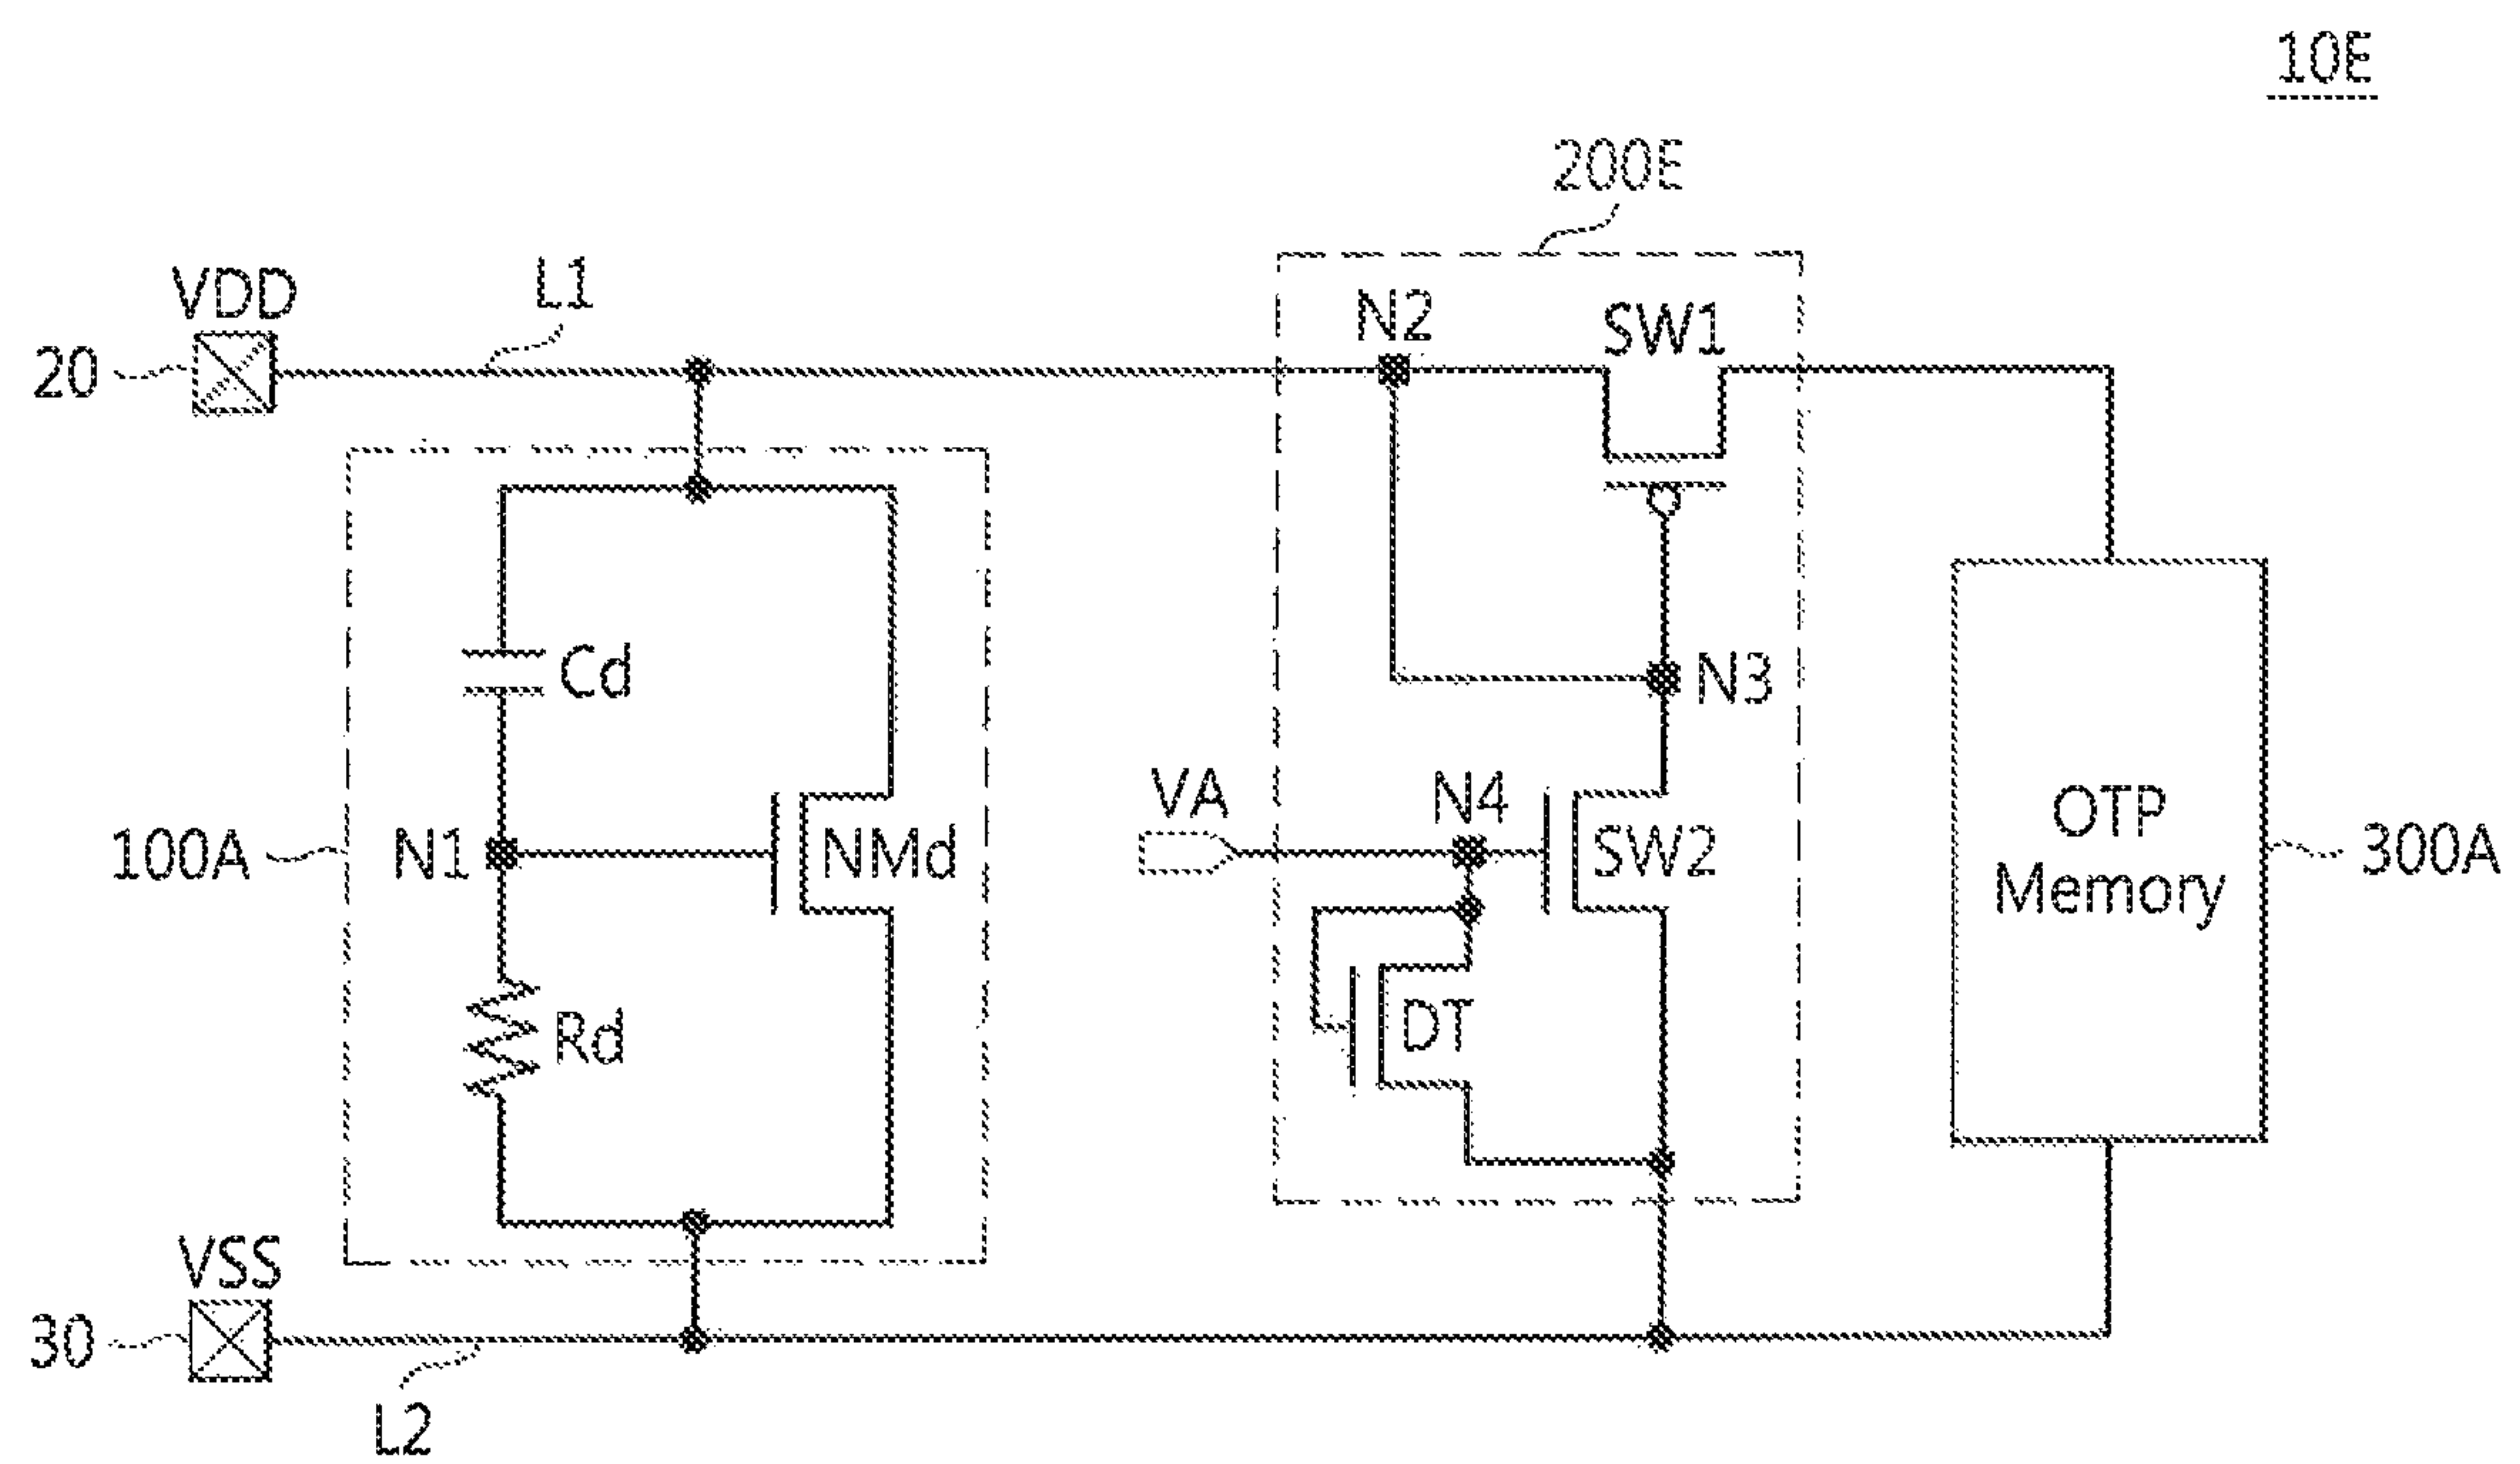 10E
200E
VDD
L1
20
N2
SW1
Cd
N3
VA
N4
100A
N1
NMd
SW2
OTP
Memory
300A
Rd
DT
VSS
30
L2